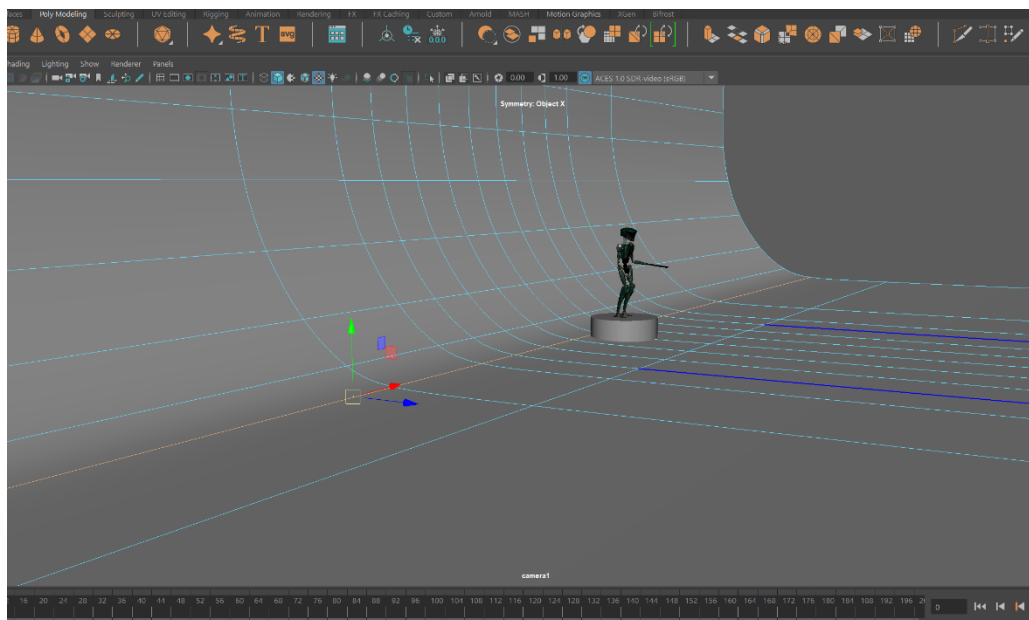 Poly Modeling Sculpting UV Editing Rigging Animation Rendering FX FX Caching Custom Arnold MASH Motion Graphics XGen Bifrost
T SVG 0,0,0
Lighting Show Renderer Panels
0.00 1.00 ACES 1.0 SDR-video (sRGB)
Symmetry: Object X
camera1
16 20 24 28 32 36 40 44 48 52 56 60 64 68 72 76 80 84 88 92 96 100 104 108 112 116 120 124 128 132 136 140 144 148 152 156 160 164 168 172 176 180 184 188 192 196 0